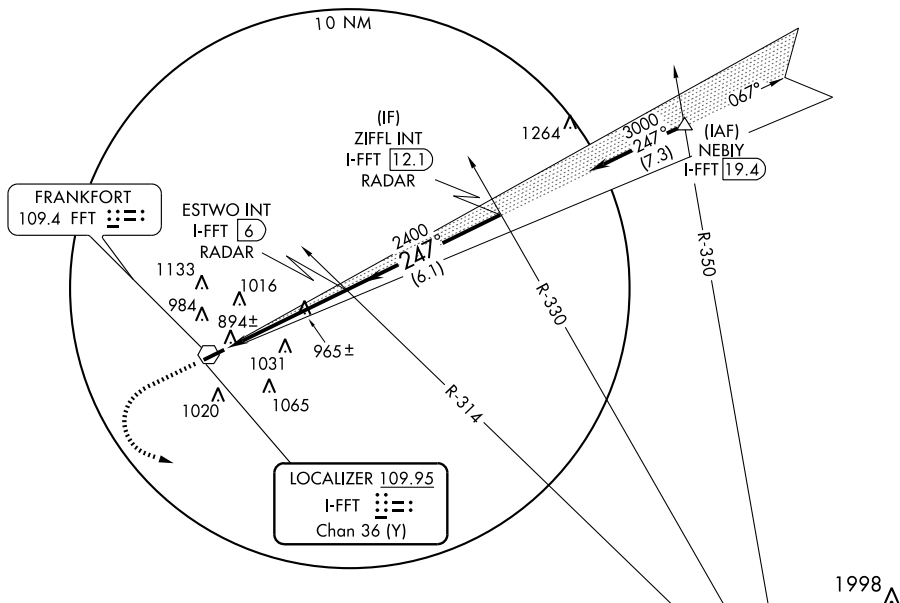 10 NM
067°
3000
247°
(7.3)
(IAF)
NEBIY
I-FFT 19.4
1264
(IF)
ZIFFL INT
I-FFT 12.1
RADAR
FRANKFORT
109.4 FFT
ESTWO INT
I-FFT 6
RADAR
2400
247°
(6.1)
R-350
R-330
R-314
1133
1016
984
894±
965±
1031
1065
1020
LOCALIZER 109.95
I-FFT
Chan 36 (Y)
1998